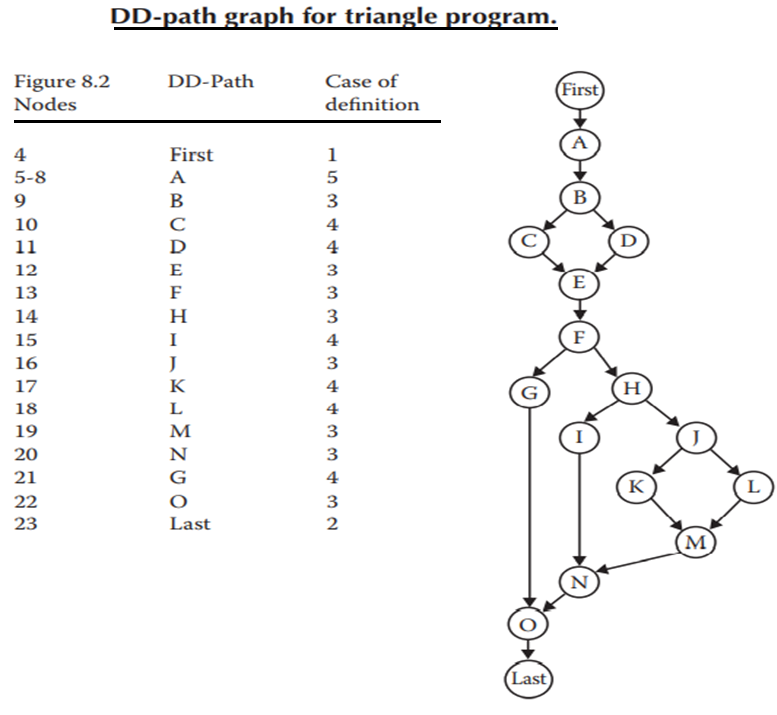 DD-path graph for triangle program.
Figure 8.2 DD-Path Case of
Nodes definition
4 First 1
5-8 A 5
9 B 3
10 C 4
11 D 4
12 E 3
13 F 3
14 H 3
15 I 4
16 J 3
17 K 4
18 L 4
19 M 3
20 N 3
21 G 4
22 O 3
23 Last 2
First
A
B
C D
E
F
G H
I J
K L
M
N
O
Last